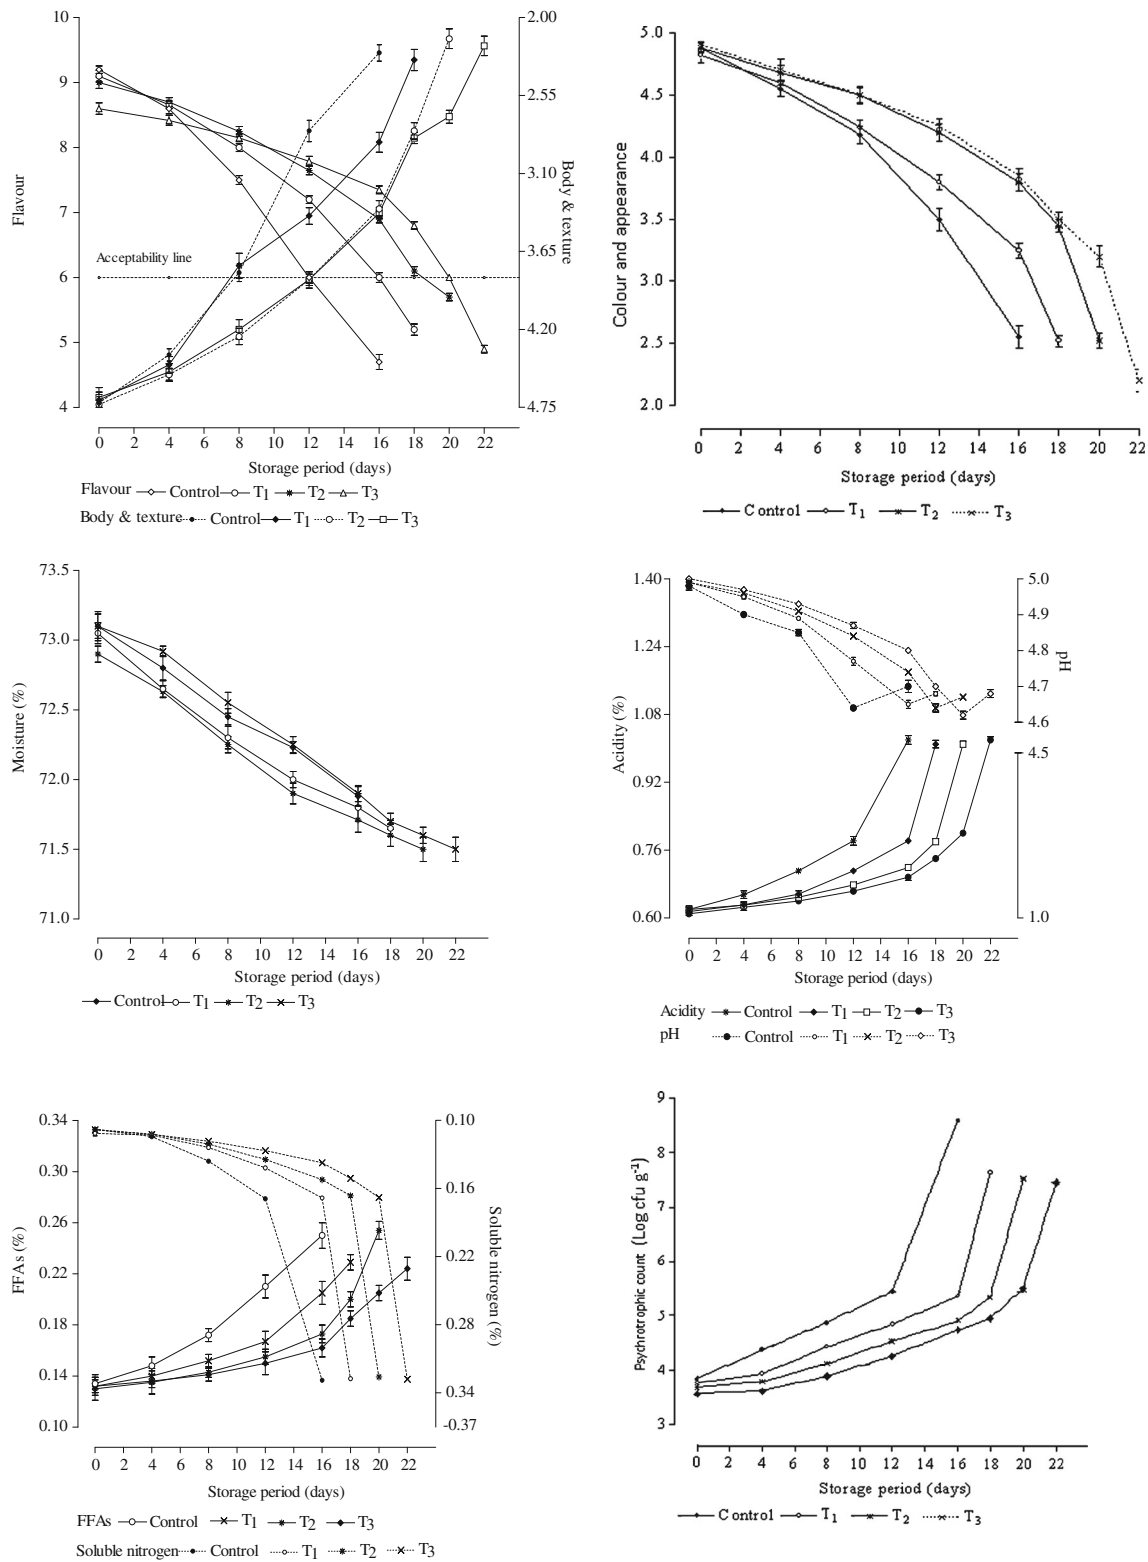 10
9
8
7
6
5
4
Flavour
2.00
2.55
3.10
3.65
4.20
4.75
Body & texture
Acceptability line
0 2 4 6 8 10 12 14 16 18 20 22
Storage period (days)
Flavour Control T1 T2 T3
Body & texture Control T1 T2 T3
5.0
4.5
4.0
3.5
3.0
2.5
2.0
Colour and appearance
0 2 4 6 8 10 12 14 16 18 20 22
Storage period (days)
Control T1 T2 T3
73.5
73.0
72.5
72.0
71.5
71.0
Moisture (%)
0 2 4 6 8 10 12 14 16 18 20 22
Storage period (days)
Control T1 T2 T3
1.40
1.24
1.08
0.92
0.76
0.60
Acidity (%)
5.0
4.9
4.8
4.7
4.6
4.5
1.0
pH
0 2 4 6 8 10 12 14 16 18 20 22
Storage period (days)
Acidity Control T1 T2 T3
pH Control T1 T2 T3
0.34
0.30
0.26
0.22
0.18
0.14
0.10
FFAs (%)
0.10
0.16
0.22
0.28
0.34
-0.37
Soluble nitrogen (%)
0 2 4 6 8 10 12 14 16 18 20 22
Storage period (days)
FFAs Control T1 T2 T3
Soluble nitrogen Control T1 T2 T3
9
8
7
6
5
4
3
Psychrotrophic count (Log cfu g-1)
0 2 4 6 8 10 12 14 16 18 20 22
Storage period (days)
Control T1 T2 T3